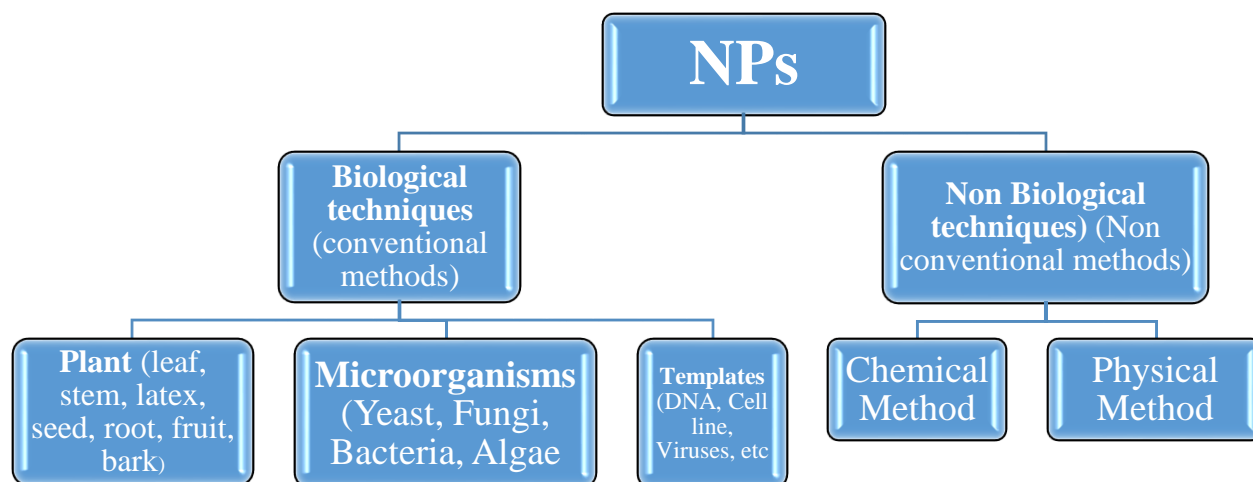 NPs
Biological
techniques
(conventional
methods)
Non Biological
techniques) (Non
conventional methods)
Plant (leaf,
stem, latex,
seed, root, fruit,
bark)
Microorganisms
(Yeast, Fungi,
Bacteria, Algae
Templates
(DNA, Cell
line,
Viruses, etc
Chemical
Method
Physical
Method